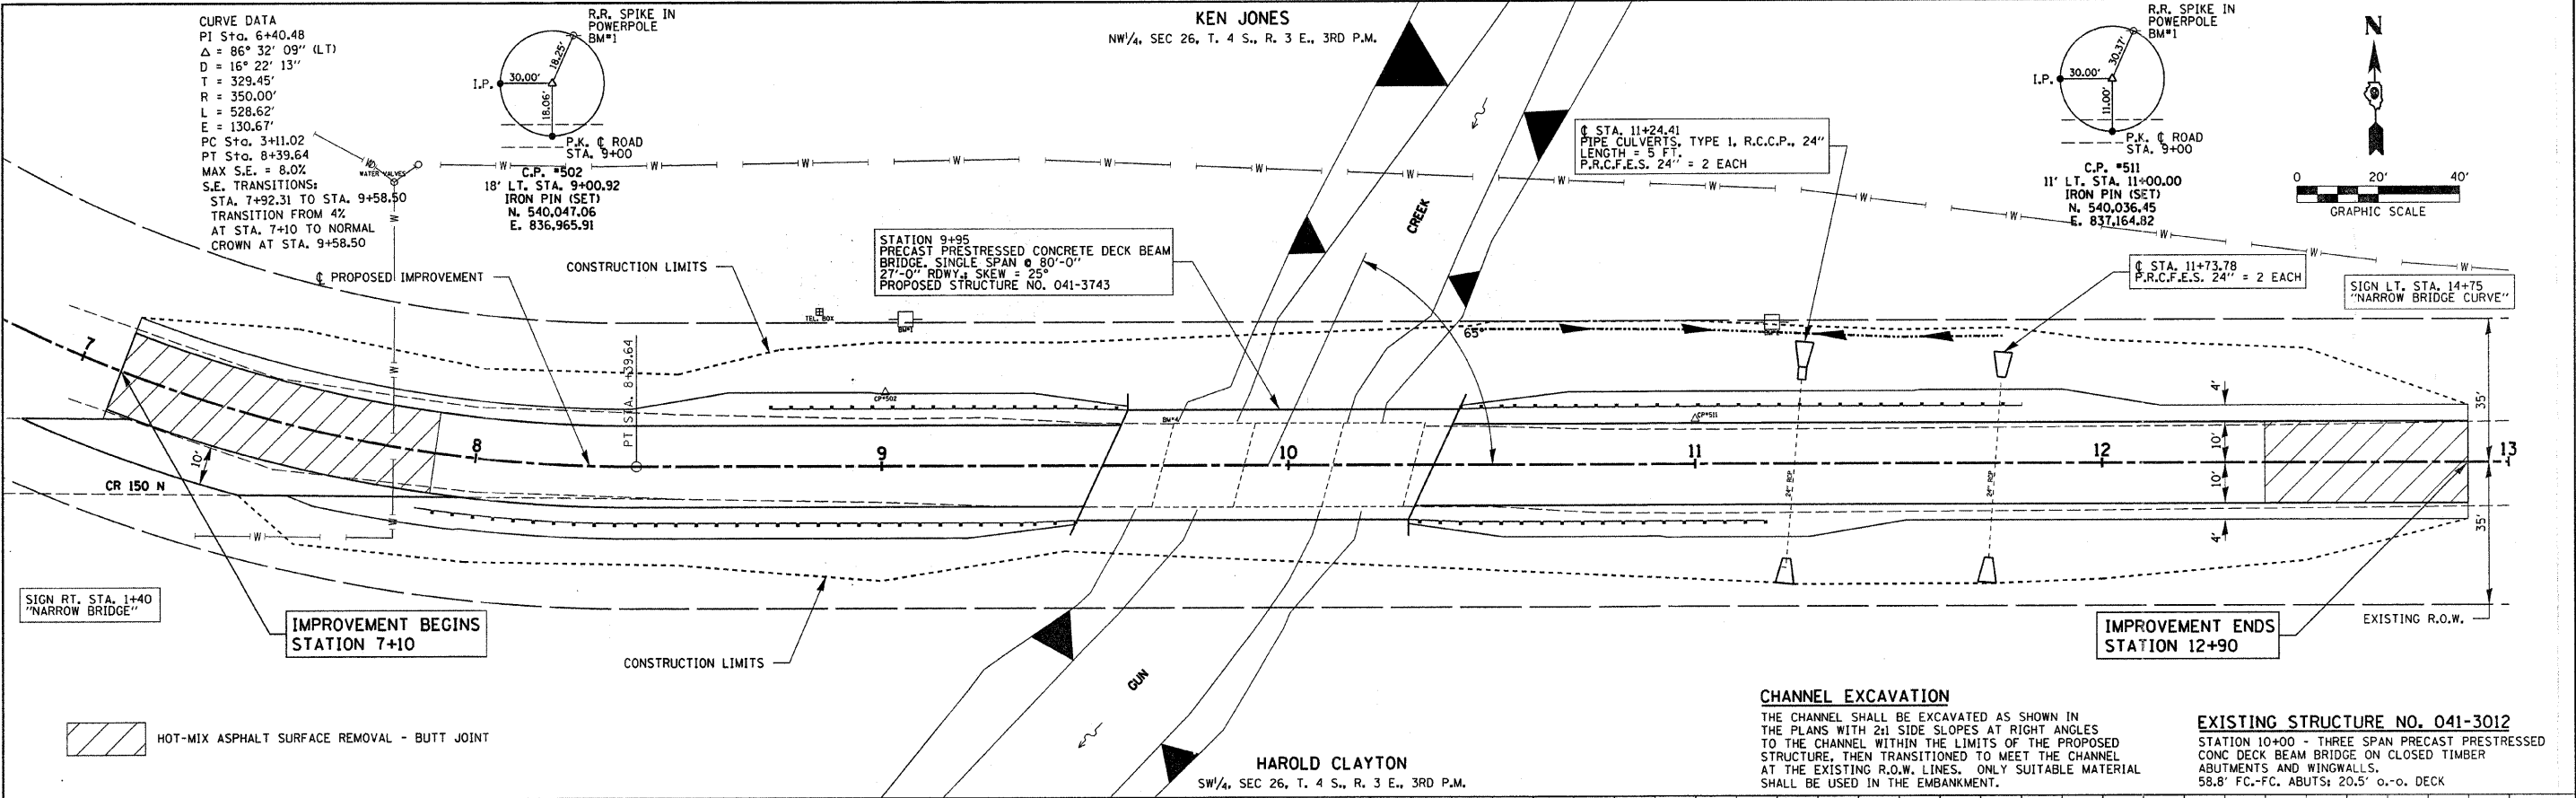 CURVE DATA
PI Sta. 6+40.48
Δ = 86° 32' 09" (LT)
D = 16° 22' 13"
T = 329.45'
R = 350.00'
L = 528.62'
E = 130.67'
PC Sta. 3+11.02
PT Sta. 8+39.64
MAX S.E. = 8.0%
S.E. TRANSITIONS:
STA. 7+92.31 TO STA. 9+58.50
TRANSITION FROM 4%
AT STA. 7+10 TO NORMAL
CROWN AT STA. 9+58.50
R.R. SPIKE IN
POWERPOLE
BM#1
I.P.
30.00'
18.25'
18.06'
P.K. ℄ ROAD
STA. 9+00
C.P. #502
18' LT. STA. 9+00.92
IRON PIN (SET)
N. 540,047.06
E. 836,965.91
WATER VALVES
KEN JONES
NW¼, SEC 26, T. 4 S., R. 3 E., 3RD P.M.
℄ STA. 11+24.41
PIPE CULVERTS, TYPE 1, R.C.C.P., 24"
LENGTH = 5 FT.
P.R.C.F.E.S. 24" = 2 EACH
R.R. SPIKE IN
POWERPOLE
BM#1
I.P.
30.00'
30.37'
11.00'
P.K. ℄ ROAD
STA. 9+00
C.P. #511
11' LT. STA. 11+00.00
IRON PIN (SET)
N. 540,036.45
E. 837,164.82
N
0 20' 40'
GRAPHIC SCALE
W W W W W W W W W W W W W W W
STATION 9+95
PRECAST PRESTRESSED CONCRETE DECK BEAM
BRIDGE, SINGLE SPAN @ 80'-0"
27'-0" RDWY.; SKEW = 25°
PROPOSED STRUCTURE NO. 041-3743
℄ PROPOSED IMPROVEMENT
CONSTRUCTION LIMITS
CREEK
℄ STA. 11+73.78
P.R.C.F.E.S. 24" = 2 EACH
SIGN LT. STA. 14+75
"NARROW BRIDGE CURVE"
TEL. BOX
BM#1
65°
PT STA. 8+39.64
CP#502
BM#4
CP#511
7
8
9
10
11
12
13
10'
CR 150 N
24" RCP
24" RCP
4'
10'
10'
4'
35'
35'
SIGN RT. STA. 1+40
"NARROW BRIDGE"
IMPROVEMENT BEGINS
STATION 7+10
CONSTRUCTION LIMITS
GUN
IMPROVEMENT ENDS
STATION 12+90
EXISTING R.O.W.
HOT-MIX ASPHALT SURFACE REMOVAL - BUTT JOINT
HAROLD CLAYTON
SW¼, SEC 26, T. 4 S., R. 3 E., 3RD P.M.
CHANNEL EXCAVATION
THE CHANNEL SHALL BE EXCAVATED AS SHOWN IN
THE PLANS WITH 2:1 SIDE SLOPES AT RIGHT ANGLES
TO THE CHANNEL WITHIN THE LIMITS OF THE PROPOSED
STRUCTURE, THEN TRANSITIONED TO MEET THE CHANNEL
AT THE EXISTING R.O.W. LINES. ONLY SUITABLE MATERIAL
SHALL BE USED IN THE EMBANKMENT.
EXISTING STRUCTURE NO. 041-3012
STATION 10+00 - THREE SPAN PRECAST PRESTRESSED
CONC DECK BEAM BRIDGE ON CLOSED TIMBER
ABUTMENTS AND WINGWALLS.
58.8' FC.-FC. ABUTS; 20.5' o.-o. DECK